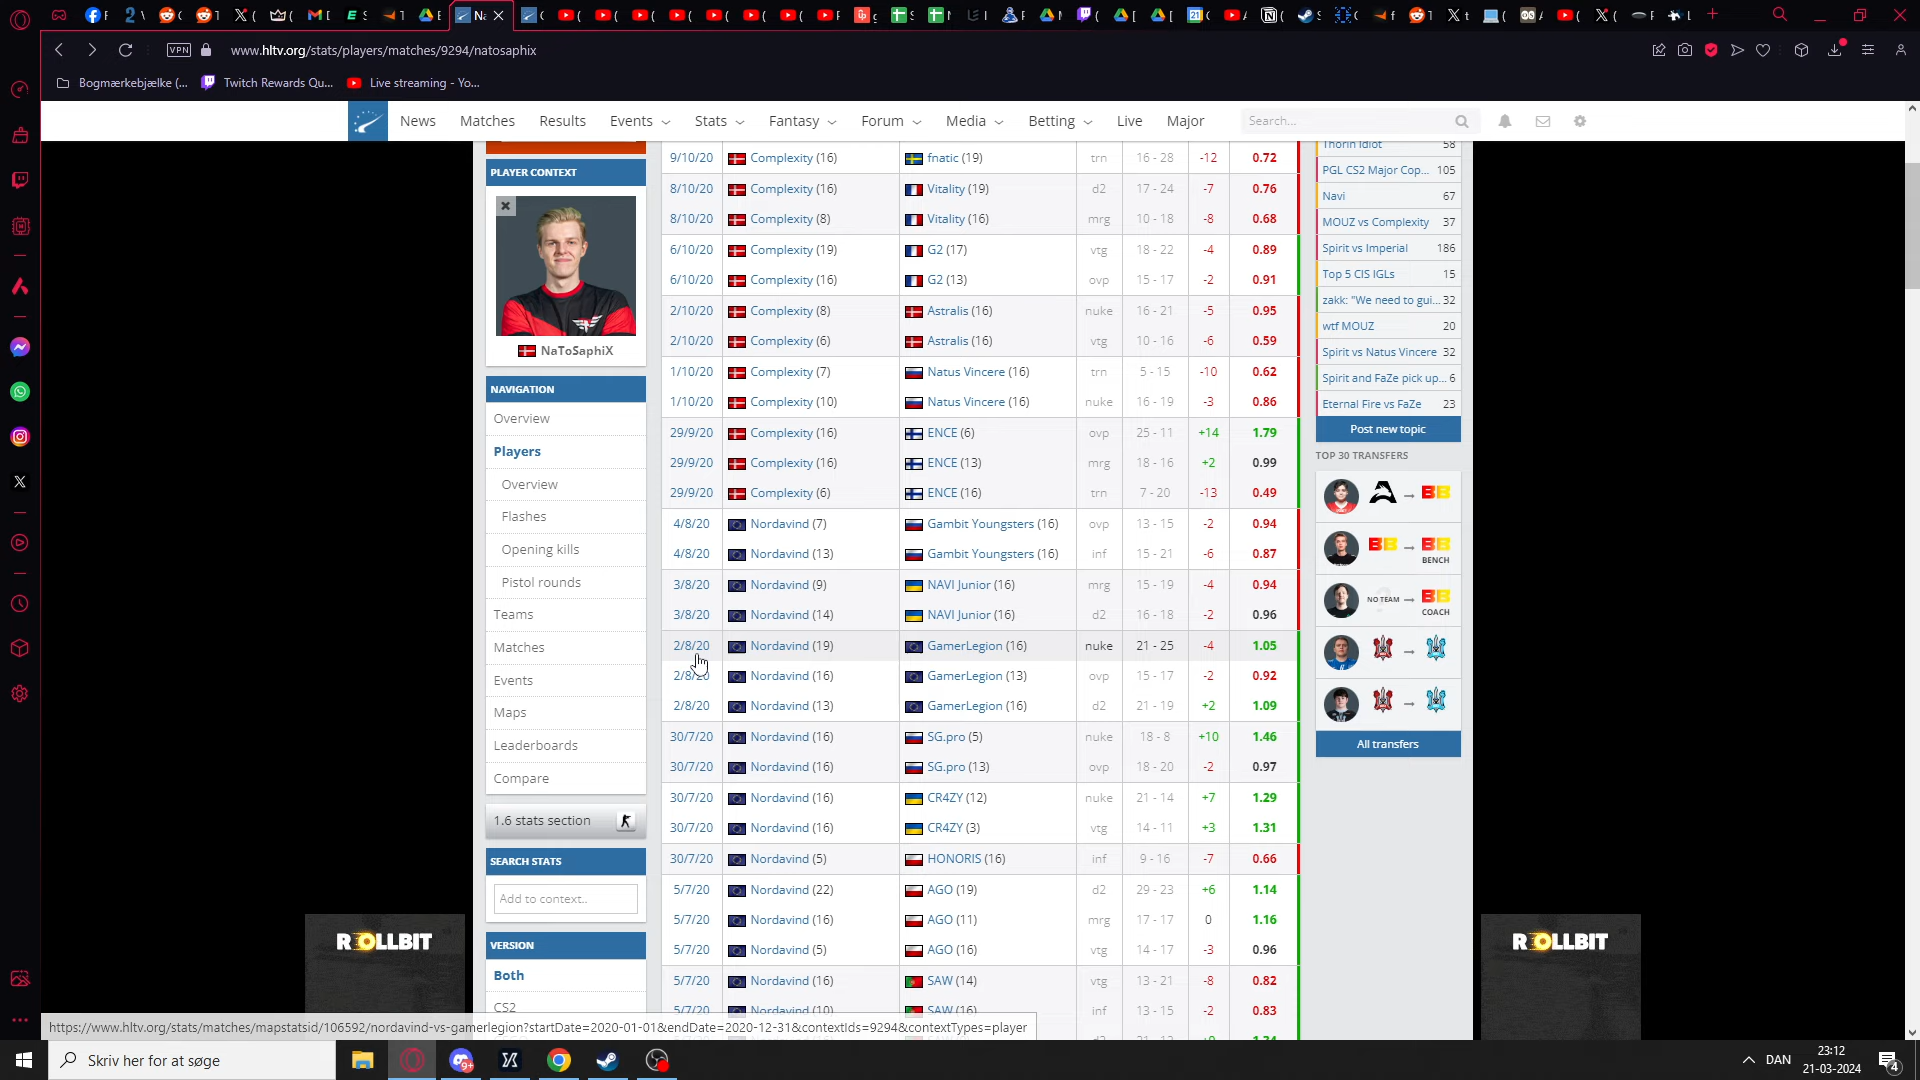 www.hltv.org/stats/players/matches/9294/natosaphix
VPN
Bogmærkebjælke (...
Twitch Rewards Qu...
Live streaming - Yo...
News Matches Results Events Stats Fantasy Forum Media Betting Live Major Search...
PLAYER CONTEXT
NaToSaphiX
NAVIGATION
Overview
Players
Overview
Flashes
Opening kills
Pistol rounds
Teams
Matches
Events
Maps
Leaderboards
Compare
1.6 stats section
SEARCH STATS
Add to context..
VERSION
Both
CS2
9/10/20 Complexity (16) fnatic (19) trn 16 - 28 -12 0.72
8/10/20 Complexity (16) Vitality (19) d2 17 - 24 -7 0.76
8/10/20 Complexity (8) Vitality (16) mrg 10 - 18 -8 0.68
6/10/20 Complexity (19) G2 (17) vtg 18 - 22 -4 0.89
6/10/20 Complexity (16) G2 (13) ovp 15 - 17 -2 0.91
2/10/20 Complexity (8) Astralis (16) nuke 16 - 21 -5 0.95
2/10/20 Complexity (6) Astralis (16) vtg 10 - 16 -6 0.59
1/10/20 Complexity (7) Natus Vincere (16) trn 5 - 15 -10 0.62
1/10/20 Complexity (10) Natus Vincere (16) nuke 16 - 19 -3 0.86
29/9/20 Complexity (16) ENCE (6) ovp 25 - 11 +14 1.79
29/9/20 Complexity (16) ENCE (13) mrg 18 - 16 +2 0.99
29/9/20 Complexity (6) ENCE (16) trn 7 - 20 -13 0.49
4/8/20 Nordavind (7) Gambit Youngsters (16) ovp 13 - 15 -2 0.94
4/8/20 Nordavind (13) Gambit Youngsters (16) inf 15 - 21 -6 0.87
3/8/20 Nordavind (9) NAVI Junior (16) mrg 15 - 19 -4 0.94
3/8/20 Nordavind (14) NAVI Junior (16) d2 16 - 18 -2 0.96
2/8/20 Nordavind (19) GamerLegion (16) nuke 21 - 25 -4 1.05
2/8/20 Nordavind (16) GamerLegion (13) ovp 15 - 17 -2 0.92
2/8/20 Nordavind (13) GamerLegion (16) d2 21 - 19 +2 1.09
30/7/20 Nordavind (16) SG.pro (5) nuke 18 - 8 +10 1.46
30/7/20 Nordavind (16) SG.pro (13) ovp 18 - 20 -2 0.97
30/7/20 Nordavind (16) CR4ZY (12) nuke 21 - 14 +7 1.29
30/7/20 Nordavind (16) CR4ZY (3) vtg 14 - 11 +3 1.31
30/7/20 Nordavind (5) HONORIS (16) inf 9 - 16 -7 0.66
5/7/20 Nordavind (22) AGO (19) d2 29 - 23 +6 1.14
5/7/20 Nordavind (16) AGO (11) mrg 17 - 17 0 1.16
5/7/20 Nordavind (5) AGO (16) vtg 14 - 17 -3 0.96
5/7/20 Nordavind (16) SAW (14) vtg 13 - 21 -8 0.82
5/7/20 Nordavind (10) SAW (16) inf 13 - 15 -2 0.83
Thorin Idiot 58
PGL CS2 Major Cop... 105
Navi 67
MOUZ vs Complexity 37
Spirit vs Imperial 186
Top 5 CIS IGLs 15
zakk: "We need to gui... 32
wtf MOUZ 20
Spirit vs Natus Vincere 32
Spirit and FaZe pick up... 6
Eternal Fire vs FaZe 23
Post new topic
TOP 30 TRANSFERS
BB
BB BB
BENCH
NO TEAM BB
COACH
All transfers
ROLLBIT
ROLLBIT
https://www.hltv.org/stats/matches/mapstatsid/106592/nordavind-vs-gamerlegion?startDate=2020-01-01&endDate=2020-12-31&contextIds=9294&contextTypes=player
Skriv her for at søge
9+
DAN
23:12
21-03-2024
4